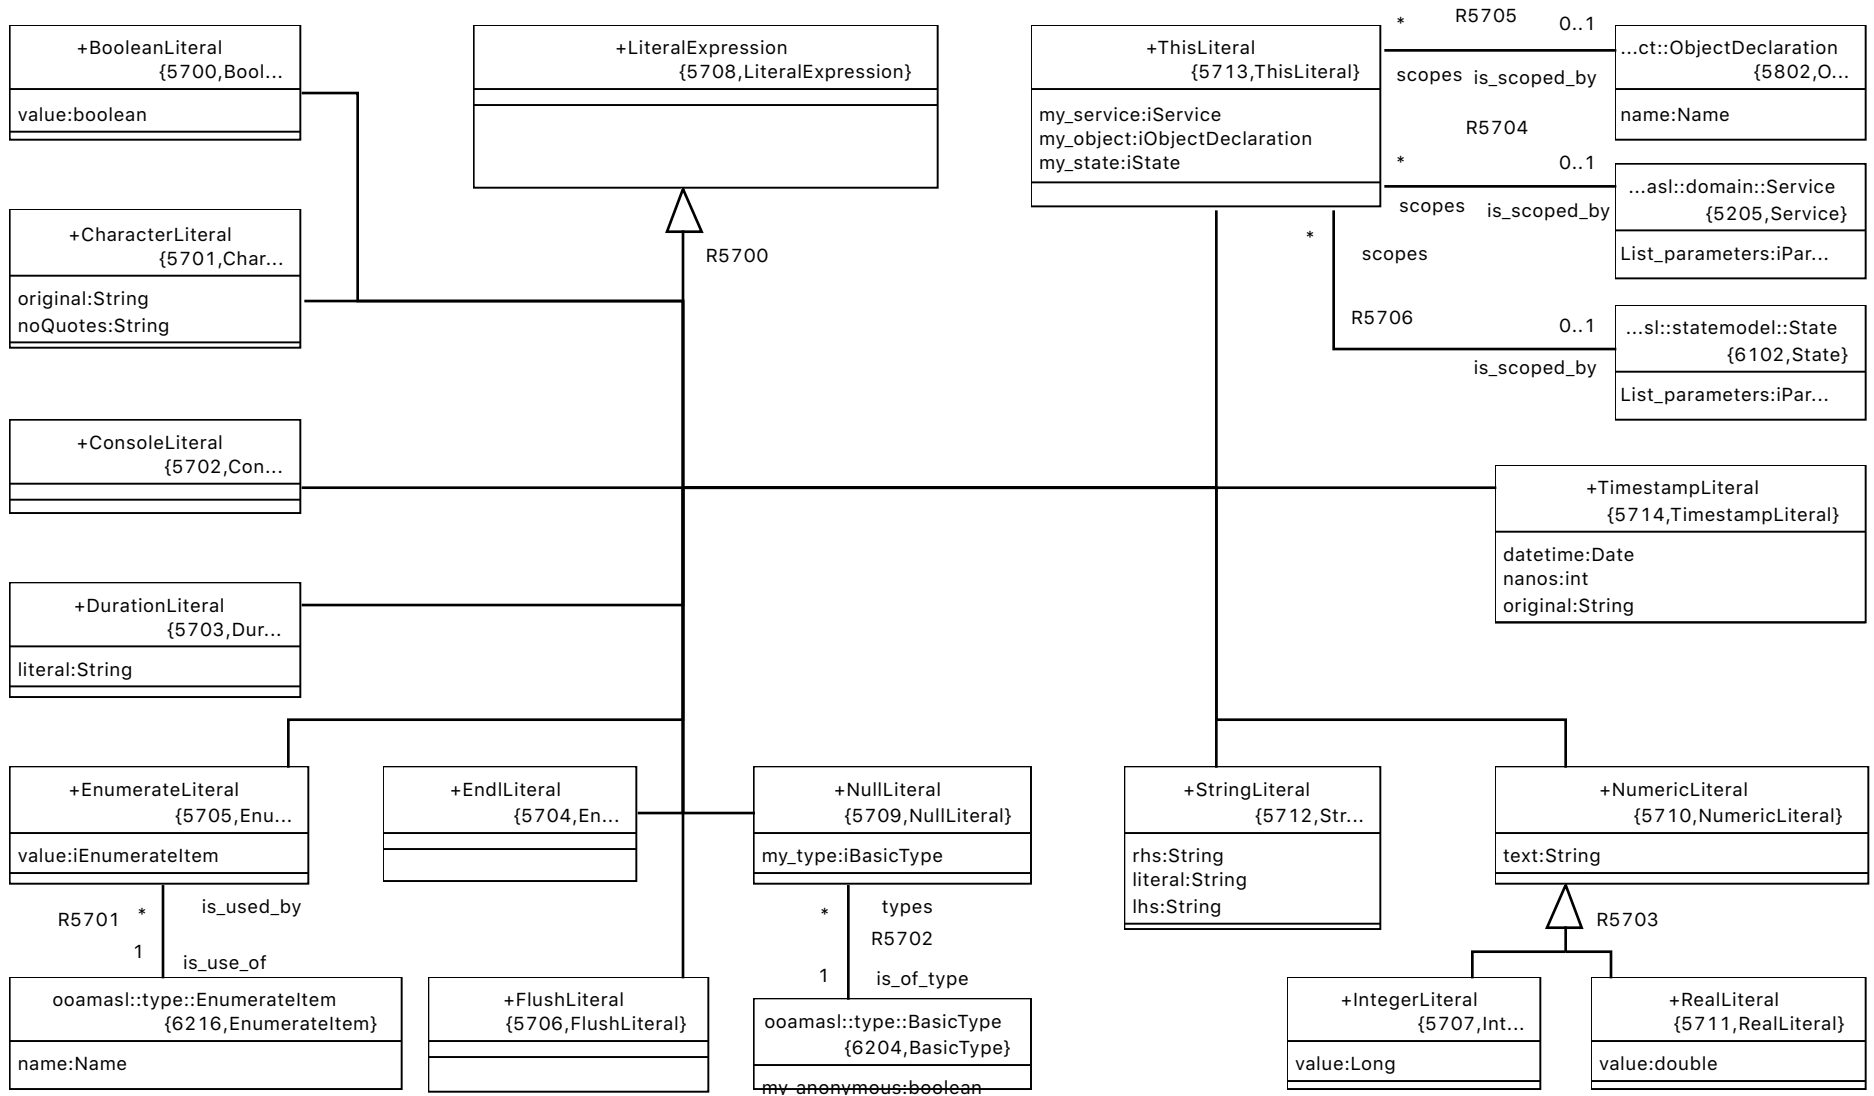 +BooleanLiteral
{5700,Bool...
value:boolean
+LiteralExpression
{5708,LiteralExpression}
+ThisLiteral
{5713,ThisLiteral}
my_service:iService
my_object:iObjectDeclaration
my_state:iState
*
R5705
0..1
scopes
is_scoped_by
...ct::ObjectDeclaration
{5802,O...
name:Name
R5704
*
0..1
scopes
is_scoped_by
...asl::domain::Service
{5205,Service}
List_parameters:iPar...
*
scopes
R5706
0..1
is_scoped_by
...sl::statemodel::State
{6102,State}
List_parameters:iPar...
+CharacterLiteral
{5701,Char...
original:String
noQuotes:String
R5700
+ConsoleLiteral
{5702,Con...
+TimestampLiteral
{5714,TimestampLiteral}
datetime:Date
nanos:int
original:String
+DurationLiteral
{5703,Dur...
literal:String
+EnumerateLiteral
{5705,Enu...
value:iEnumerateItem
+EndlLiteral
{5704,En...
+NullLiteral
{5709,NullLiteral}
my_type:iBasicType
+StringLiteral
{5712,Str...
rhs:String
literal:String
lhs:String
+NumericLiteral
{5710,NumericLiteral}
text:String
R5701
*
is_used_by
1
is_use_of
ooamasl::type::EnumerateItem
{6216,EnumerateItem}
name:Name
+FlushLiteral
{5706,FlushLiteral}
*
types
R5702
1
is_of_type
ooamasl::type::BasicType
{6204,BasicType}
my_anonymous:boolean
R5703
+IntegerLiteral
{5707,Int...
value:Long
+RealLiteral
{5711,RealLiteral}
value:double